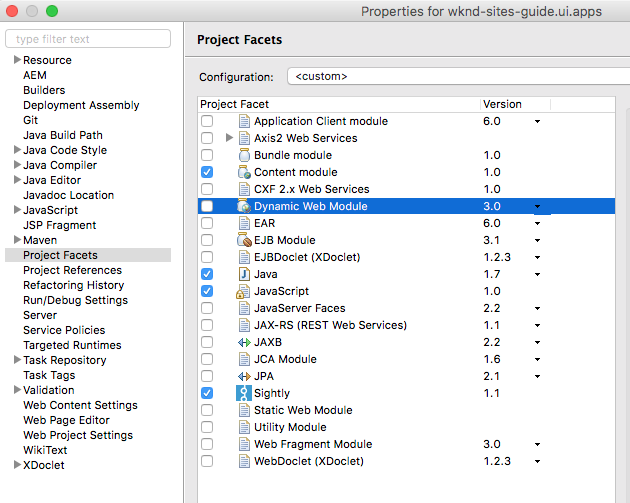 Properties for wknd-sites-guide.ui.apps
type filter text
Resource
AEM
Builders
Deployment Assembly
Git
Java Build Path
Java Code Style
Java Compiler
Java Editor
Javadoc Location
JavaScript
JSP Fragment
Maven
Project Facets
Project References
Refactoring History
Run/Debug Settings
Server
Service Policies
Targeted Runtimes
Task Repository
Task Tags
Validation
Web Content Settings
Web Page Editor
Web Project Settings
WikiText
XDoclet
Project Facets
Configuration: <custom>
Project Facet Version
Application Client module 6.0
Axis2 Web Services
Bundle module 1.0
Content module 1.0
CXF 2.x Web Services 1.0
Dynamic Web Module 3.0
EAR 6.0
EJB Module 3.1
EJBDoclet (XDoclet) 1.2.3
Java 1.7
JavaScript 1.0
JavaServer Faces 2.2
JAX-RS (REST Web Services) 1.1
JAXB 2.2
JCA Module 1.6
JPA 2.1
Sightly 1.1
Static Web Module
Utility Module
Web Fragment Module 3.0
WebDoclet (XDoclet) 1.2.3